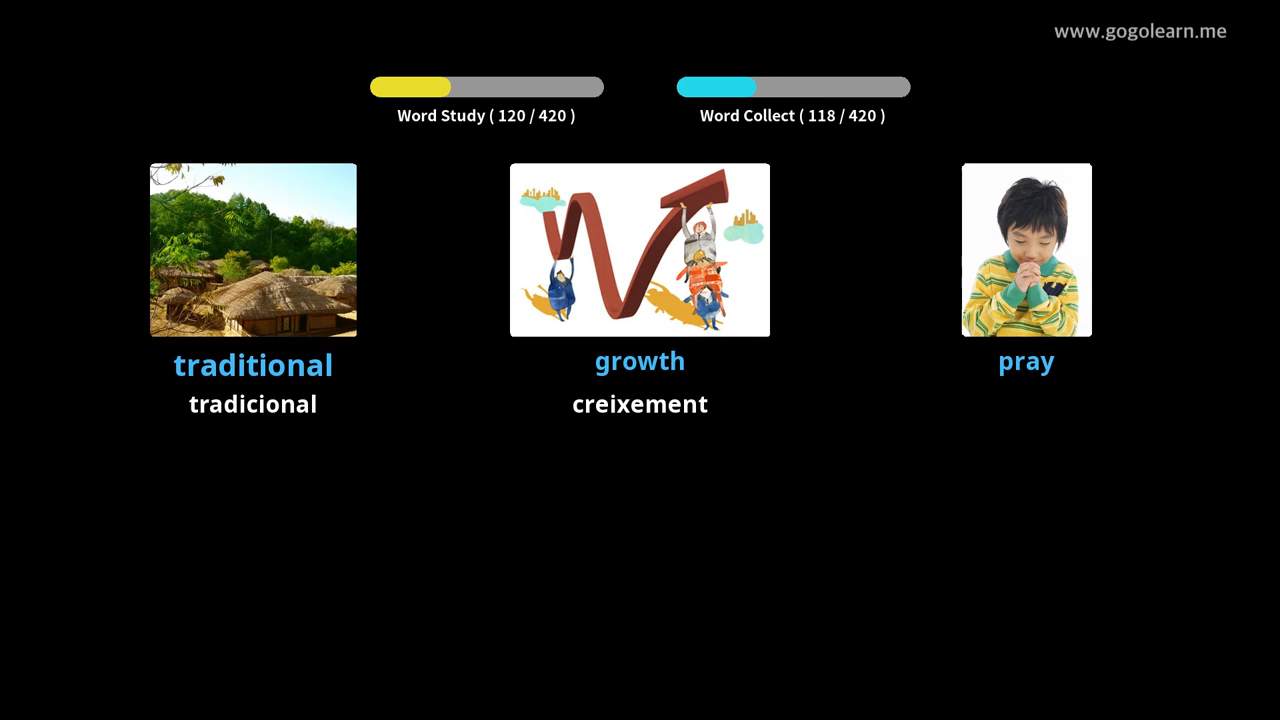 www.gogolearn.me
Word Study ( 120 / 420 )
Word Collect ( 118 / 420 )
traditional
growth
pray
tradicional
creixement